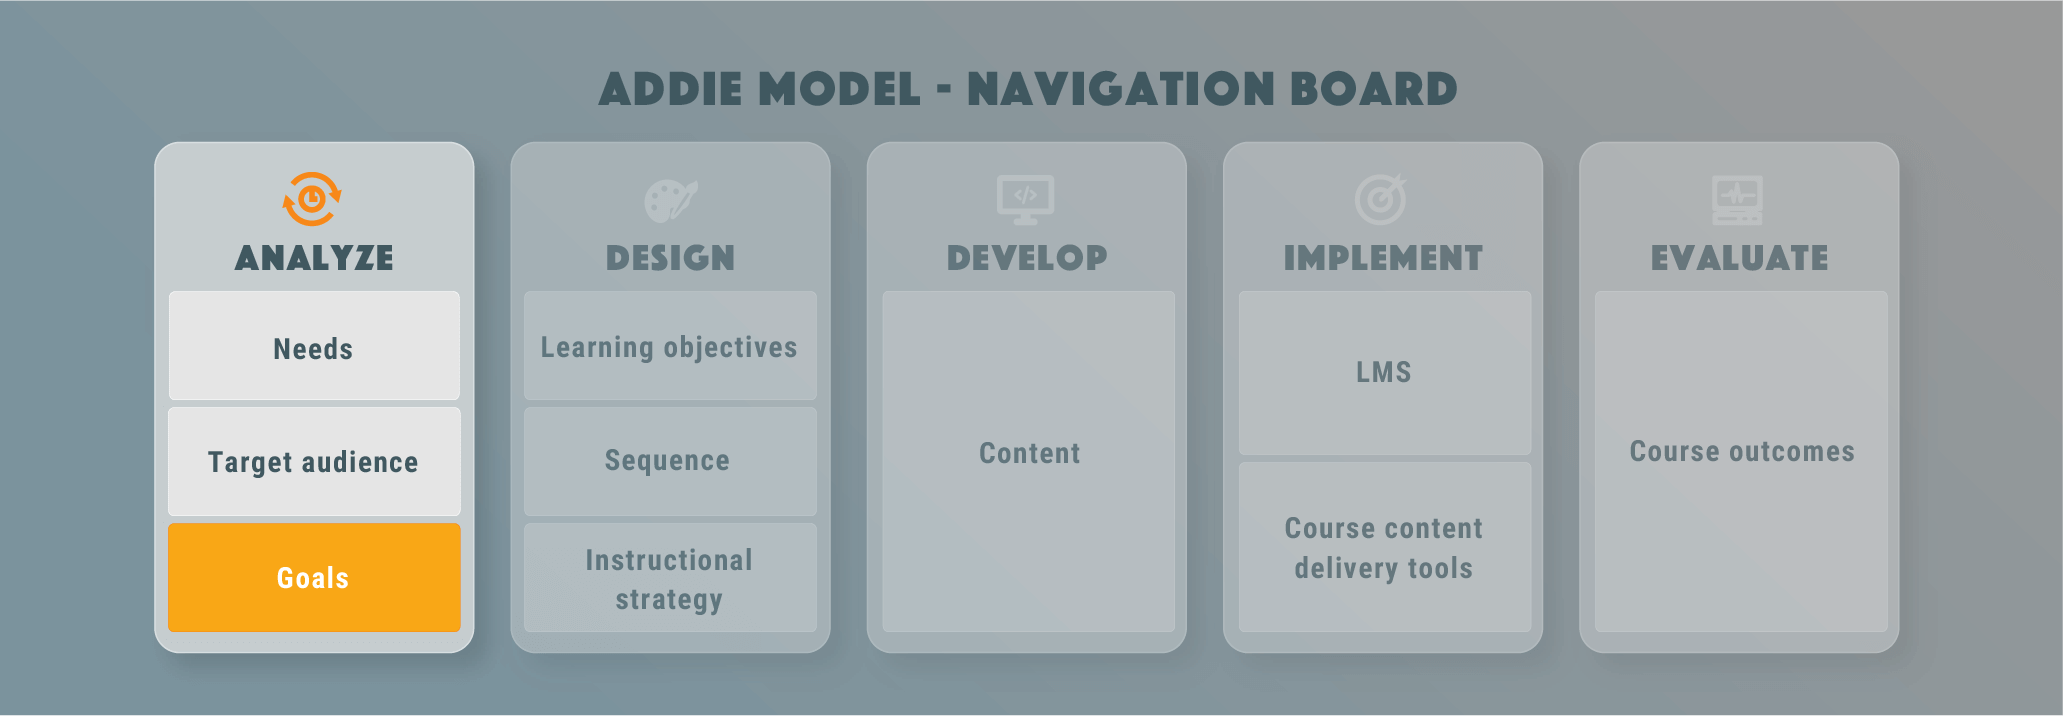 ADDIE MODEL - NAVIGATION BOARD
ANALYZE
Needs
Target audience
Goals
DESIGN
Learning objectives
Sequence
Instructional
strategy
DEVELOP
</>
Content
IMPLEMENT
LMS
Course content
delivery tools
EVALUATE
Course outcomes